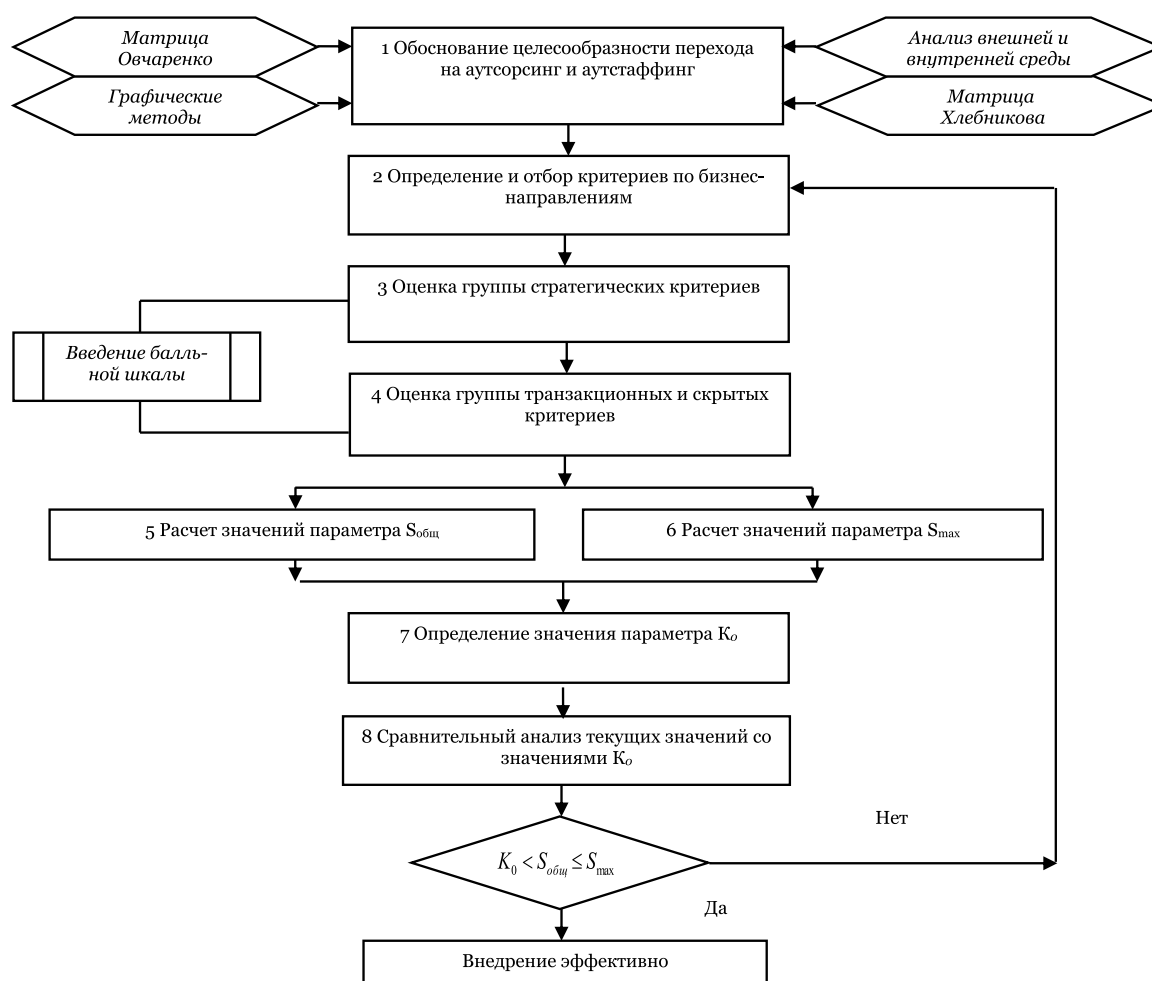 Матрица
Овчаренко
1 Обоснование целесообразности перехода
на аутсорсинг и аутстаффинг
Анализ внешней и
внутренней среды
Графические
методы
Матрица
Хлебникова
2 Определение и отбор критериев по бизнес-
направлениям
3 Оценка группы стратегических критериев
Введение балль-
ной шкалы
4 Оценка группы транзакционных и скрытых
критериев
5 Расчет значений параметра Sобщ
6 Расчет значений параметра Smax
7 Определение значения параметра Ко
8 Сравнительный анализ текущих значений со
значениями Ко
Нет
K0 < Sобщ ≤ Smax
Да
Внедрение эффективно